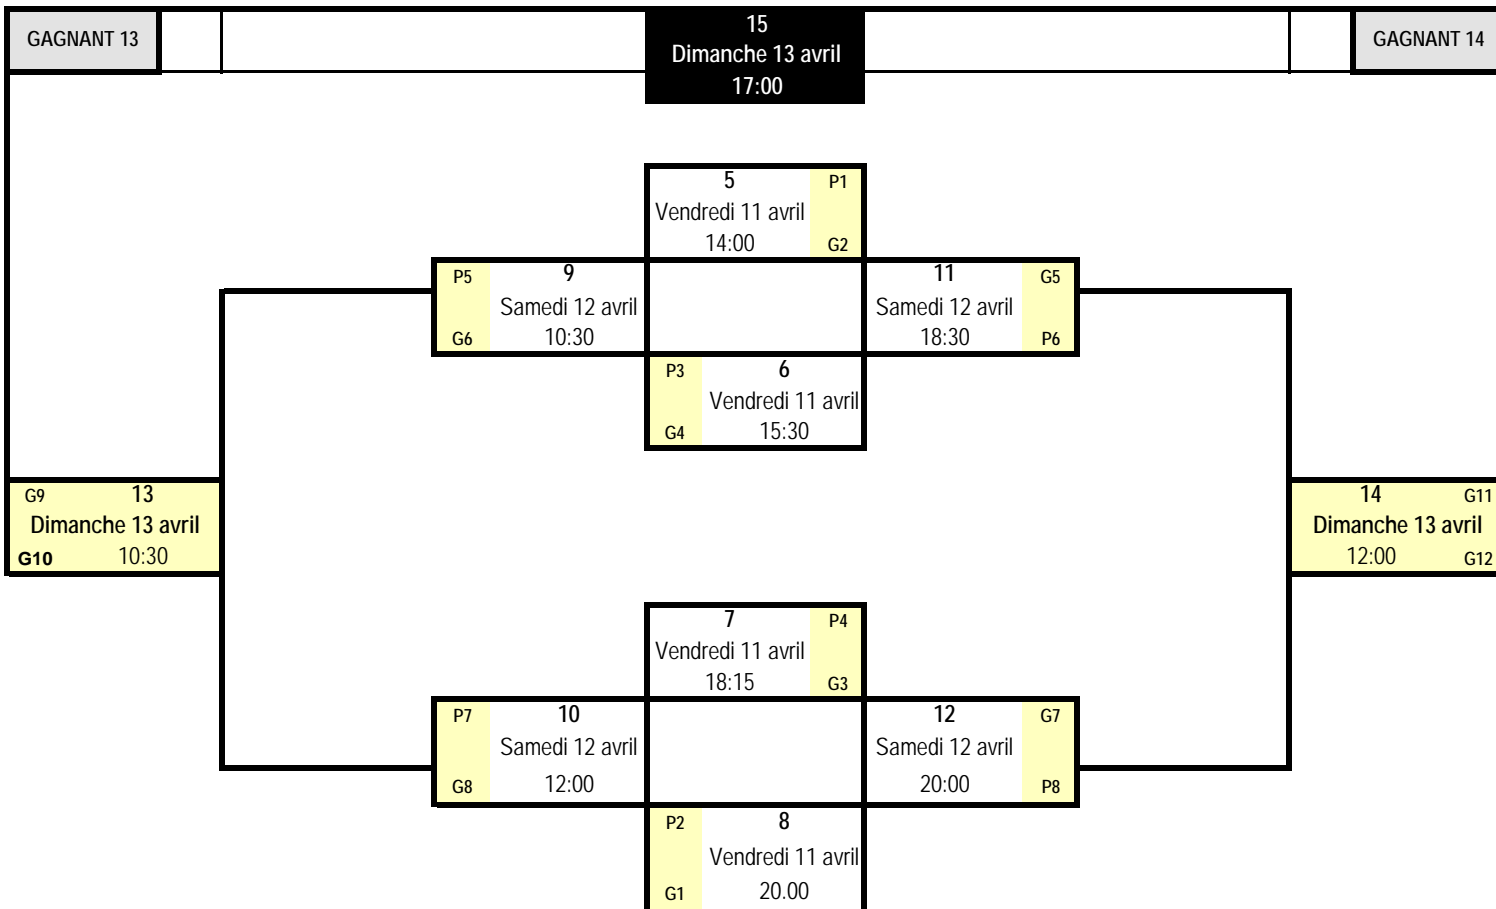 GAGNANT 13
15
Dimanche 13 avril
17:00
GAGNANT 14
5
P1
Vendredi 11 avril
14:00
G2
P5
9
Samedi 12 avril
G6
10:30
11
G5
Samedi 12 avril
18:30
P6
P3
6
Vendredi 11 avril
G4
15:30
G9
13
Dimanche 13 avril
G10
10:30
14
G11
Dimanche 13 avril
12:00
G12
7
P4
Vendredi 11 avril
18:15
G3
P7
10
Samedi 12 avril
G8
12:00
12
G7
Samedi 12 avril
20:00
P8
P2
8
Vendredi 11 avril
G1
20.00